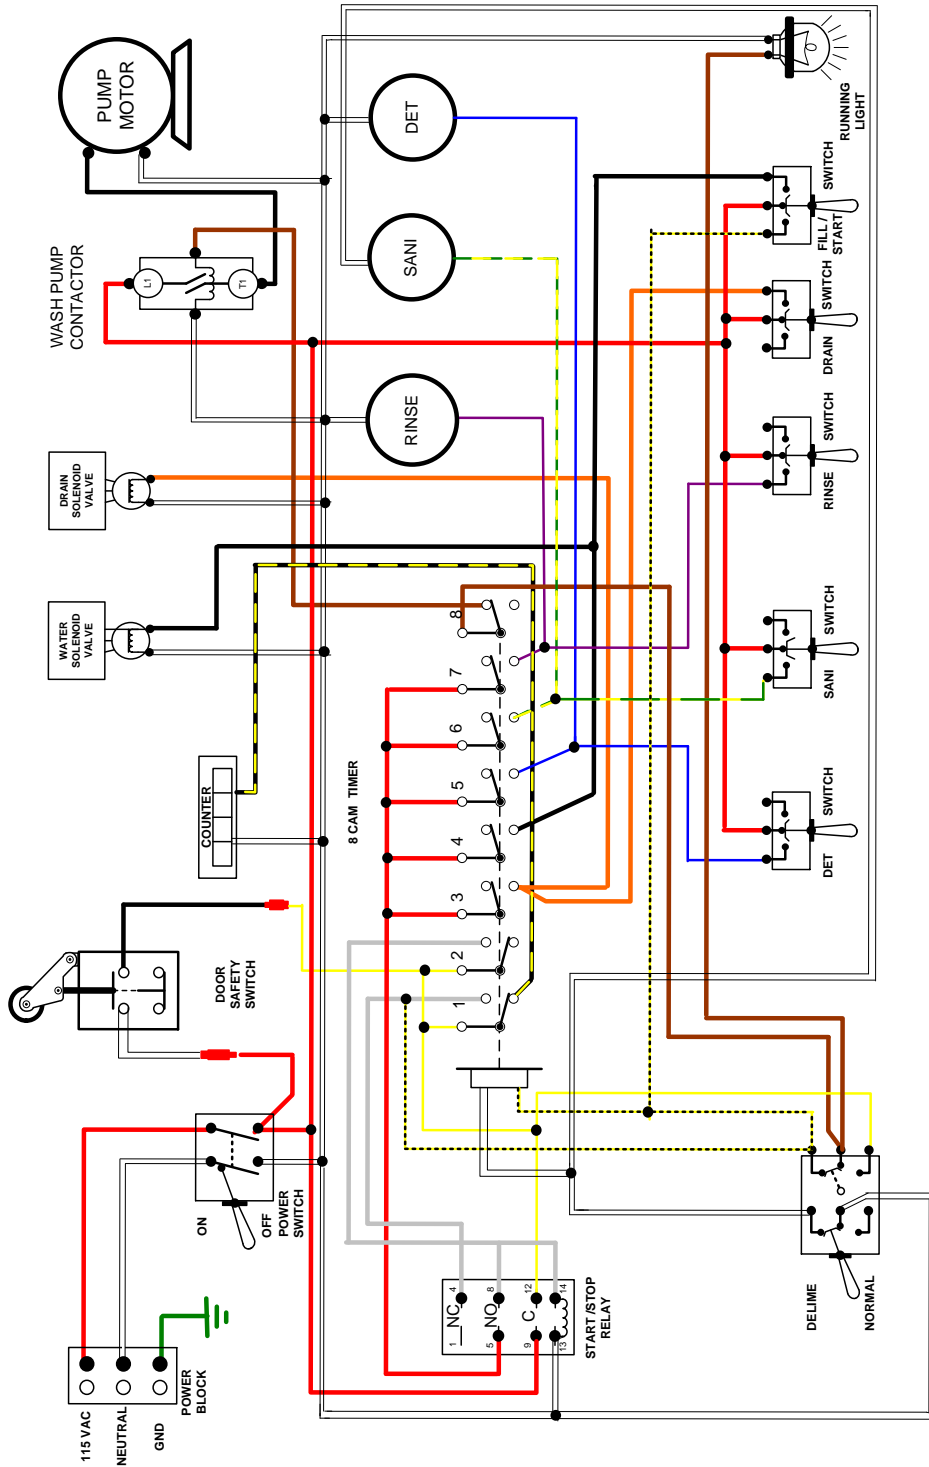 PUMP
MOTOR
WASH PUMP
CONTACTOR
L1
T1
DET
SANI
RINSE
DRAIN
SOLENOID
VALVE
WATER
SOLENOID
VALVE
COUNTER
8 CAM TIMER
1
2
3
4
5
6
7
8
DOOR
SAFETY
SWITCH
ON
OFF
POWER
SWITCH
115 VAC
NEUTRAL
GND
POWER
BLOCK
NC
NO
C
1
4
5
8
9
12
13
14
START /STOP
RELAY
DELIME
NORMAL
DET
SWITCH
SANI
SWITCH
RINSE
SWITCH
DRAIN
SWITCH
FILL /
START
SWITCH
RUNNING
LIGHT